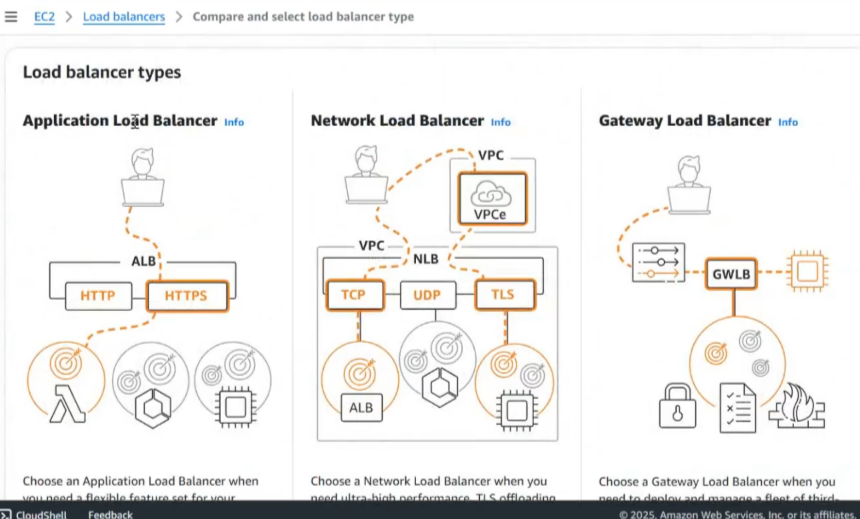 EC2 > Load balancers > Compare and select load balancer type
Load balancer types
Application Load Balancer Info
ALB
HTTP
HTTPS
Choose an Application Load Balancer when
you need a flexible feature set for your
Network Load Balancer Info
VPC
VPCe
VPC
NLB
TCP
UDP
TLS
ALB
Choose a Network Load Balancer when you
need ultra-high performance, TLS offloading
Gateway Load Balancer Info
GWLB
Choose a Gateway Load Balancer when you
need to deploy and manage a fleet of third-
CloudShell Feedback © 2025, Amazon Web Services, Inc. or its affiliates.